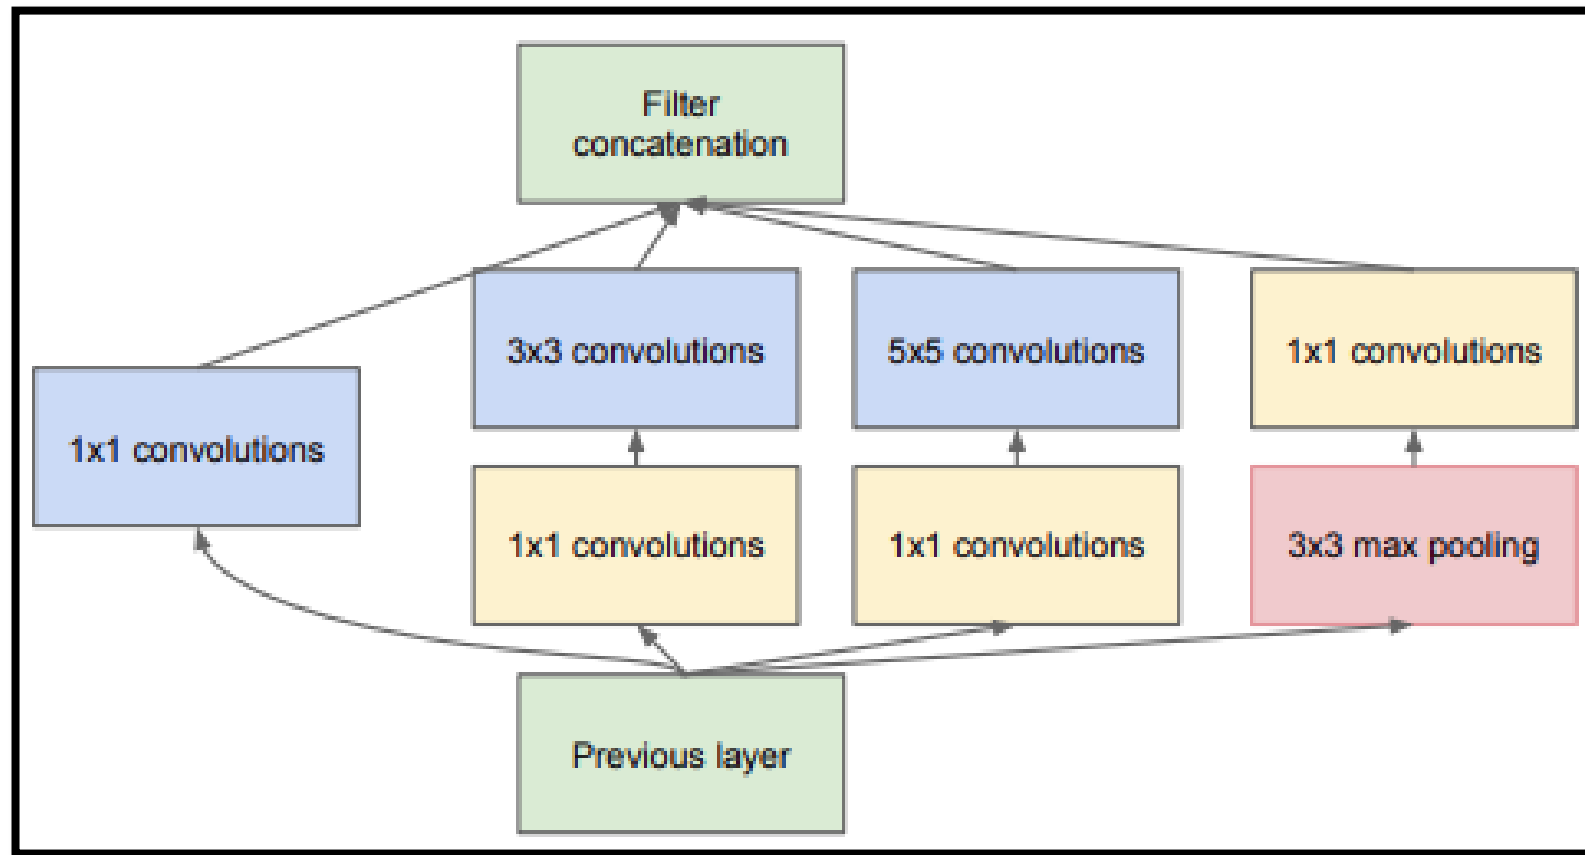 Filter
concatenation
3x3 convolutions
5x5 convolutions
1x1 convolutions
1x1 convolutions
1x1 convolutions
1x1 convolutions
3x3 max pooling
Previous layer